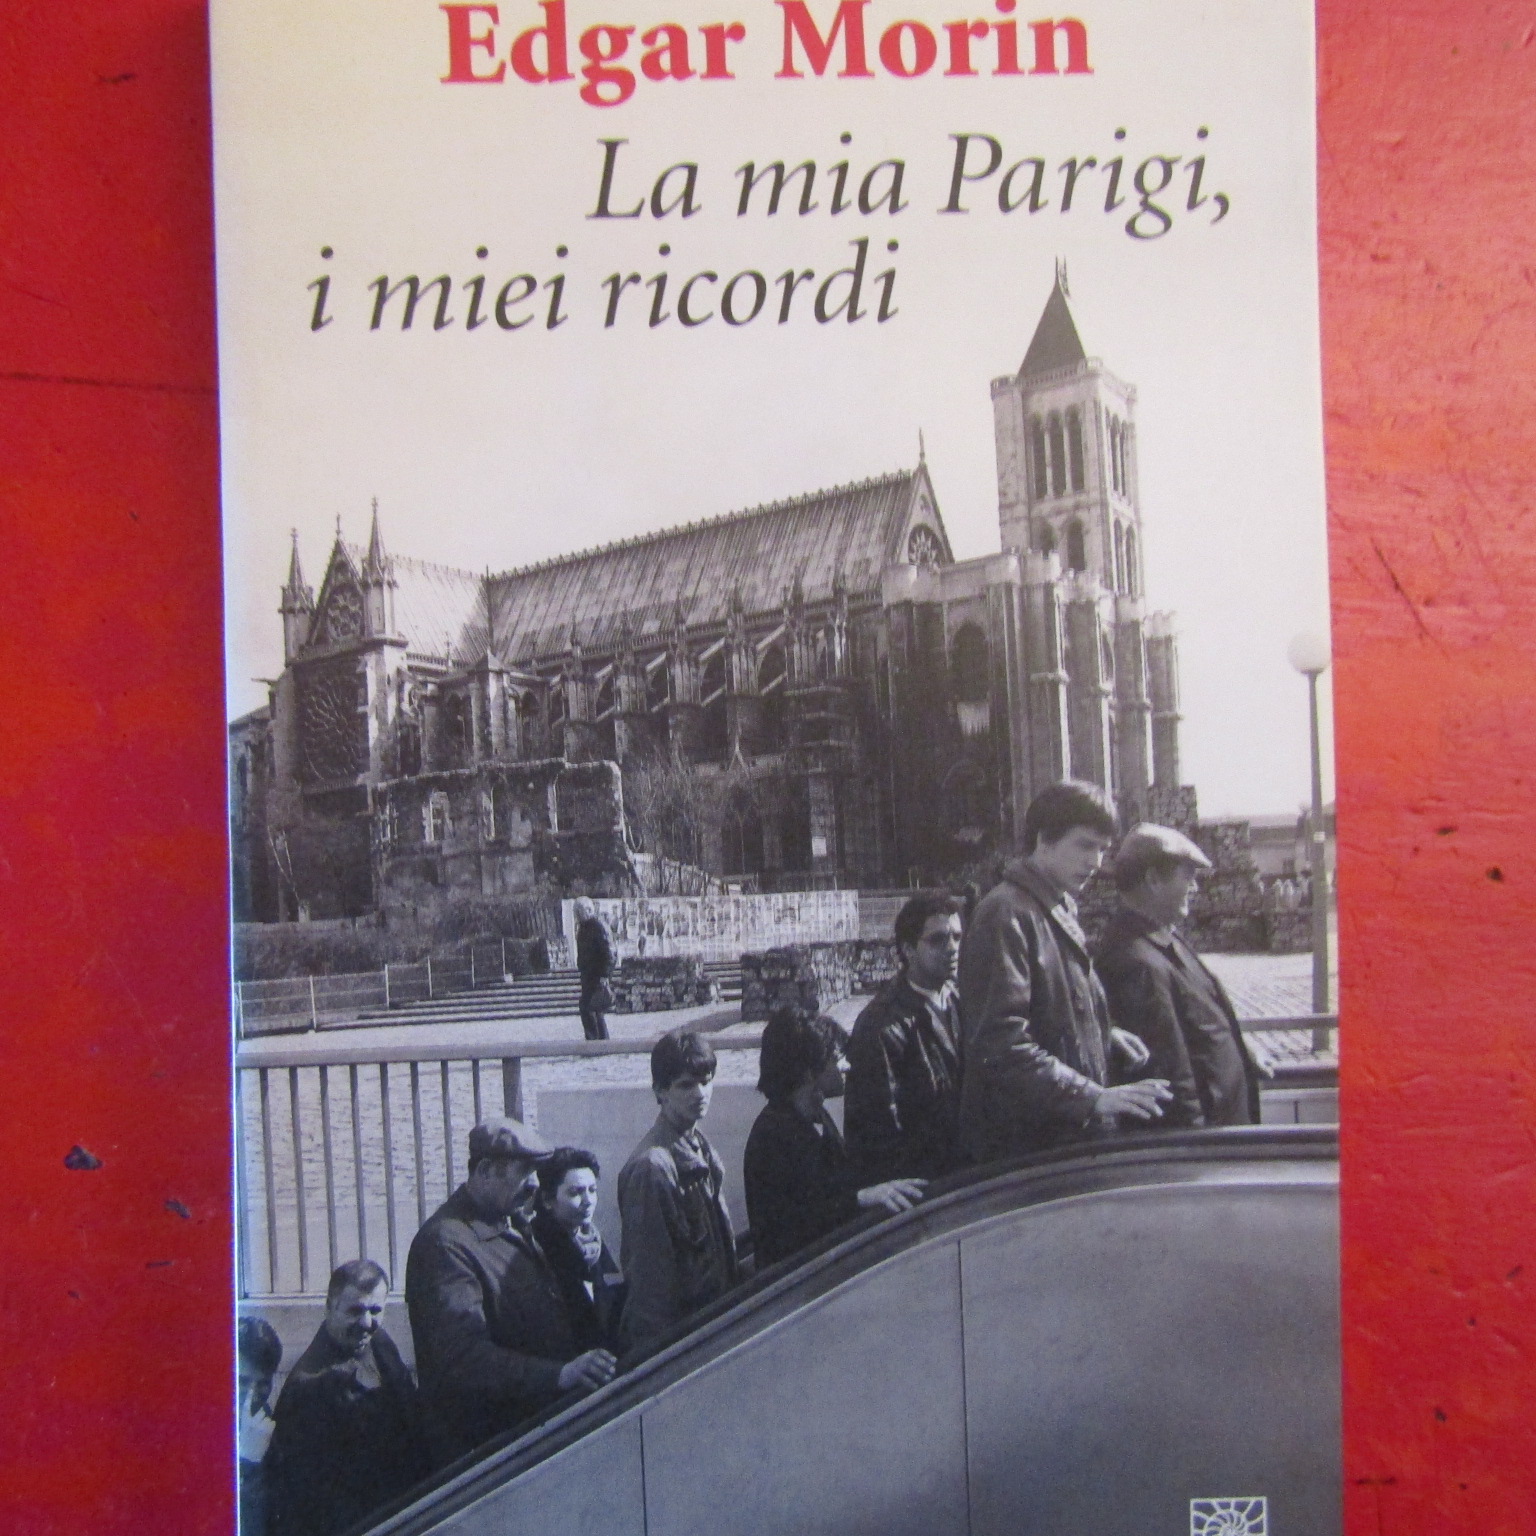 Edgar Morin
La mia Parigi,
i miei ricordi